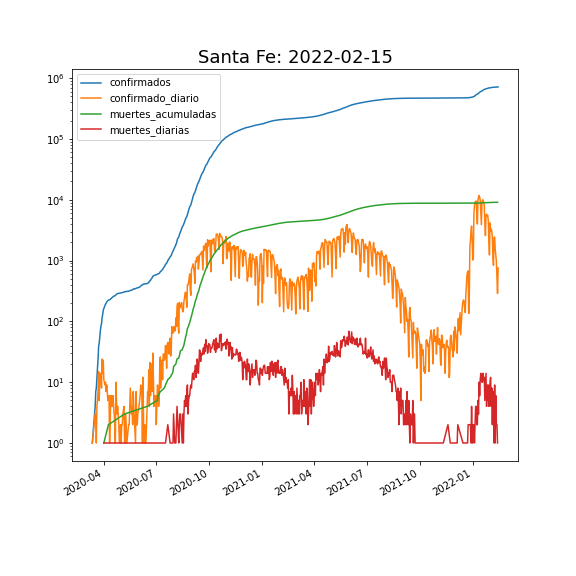 Santa Fe: 2022-02-15
confirmados
confirmado_diario
muertes_acumuladas
muertes_diarias
10^6
10^5
10^4
10^3
10^2
10^1
10^0
2020-04 2020-07 2020-10 2021-01 2021-04 2021-07 2021-10 2022-01